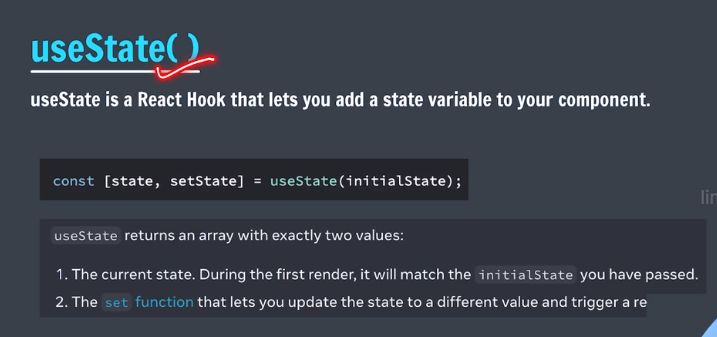 useState( )
useState is a React Hook that lets you add a state variable to your component.
const [state, setState] = useState(initialState);
useState returns an array with exactly two values:
1. The current state. During the first render, it will match the initialState you have passed.
2. The set function that lets you update the state to a different value and trigger a re